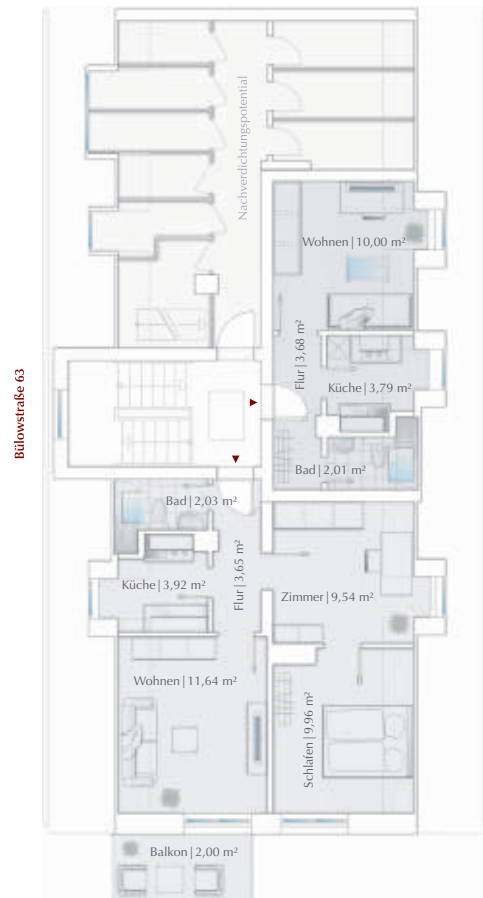 Nachverdichtungspotential
Wohnen | 10,00 m²
Flur | 3,68 m²
Küche | 3,79 m²
Bülowstraße 63
Bad | 2,01 m²
Bad | 2,03 m²
Flur | 3,65 m²
Küche | 3,92 m²
Zimmer | 9,54 m²
Wohnen | 11,64 m²
Schlafen | 9,96 m²
Balkon | 2,00 m²